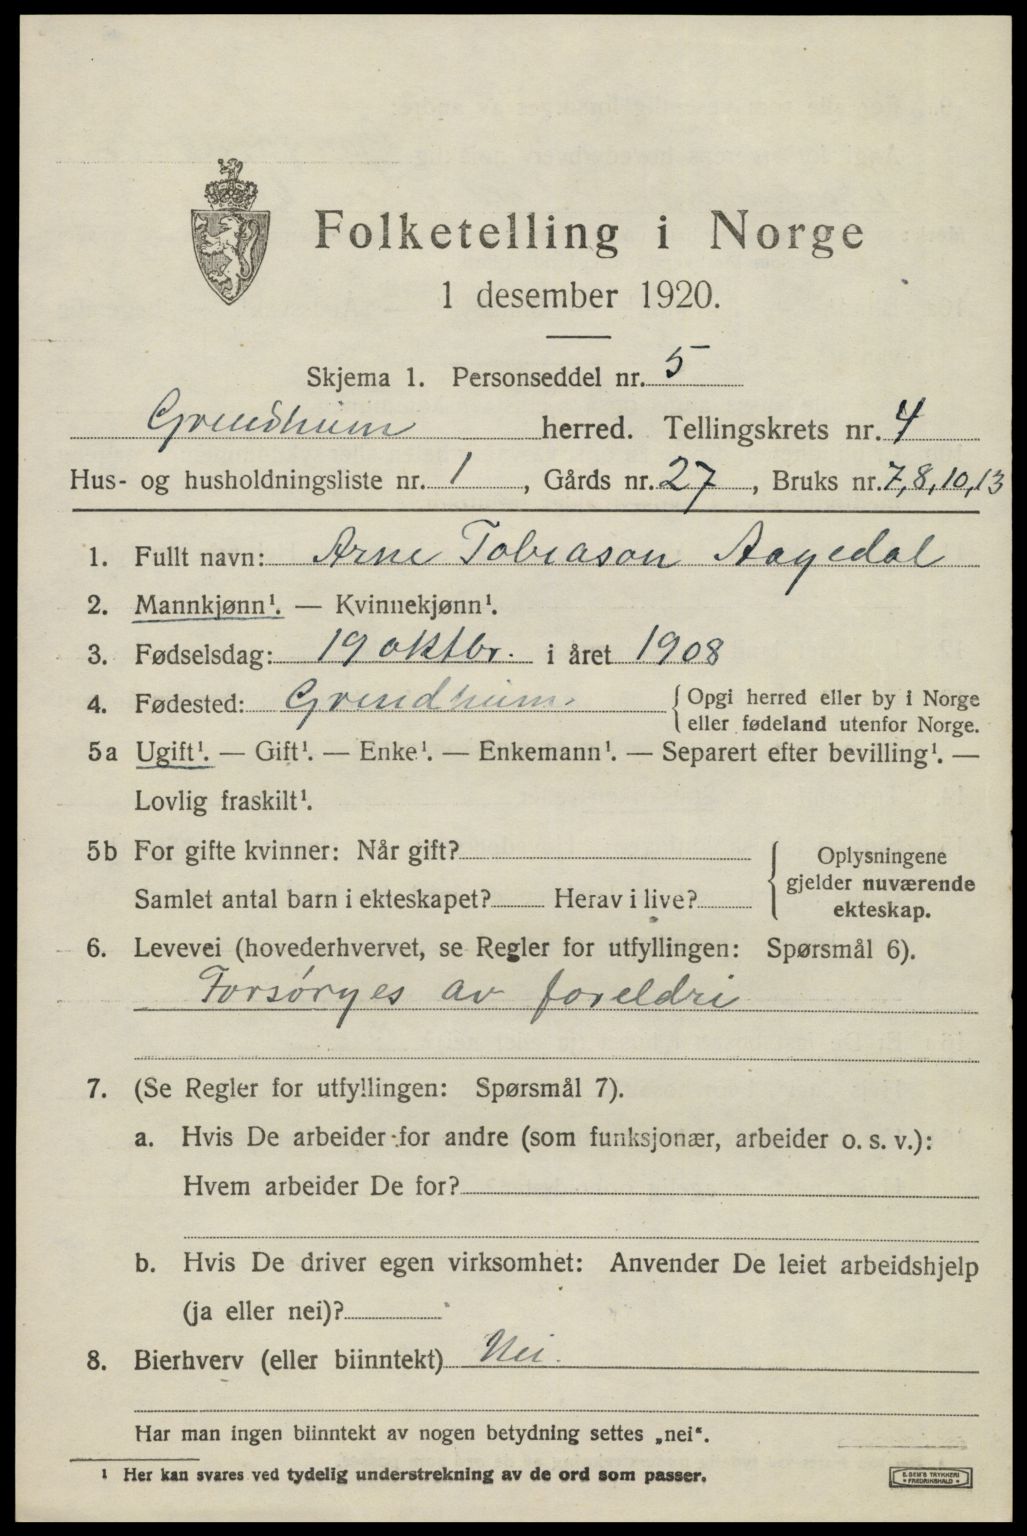 Folketelling i Norge
1 desember 1920.
Skjema 1. Personseddel nr. 5
Grindheim herred. Tellingskrets nr. 4
Hus- og husholdningsliste nr. 1, Gårds nr. 27, Bruks nr. 7, 8, 10, 13
1. Fullt navn: Arne Tobiason Aagedal
2. Mannkjønn¹. — Kvinnekjønn¹.
3. Fødselsdag: 19 oktbr. i året 1908
4. Fødested: Grindheim. { Opgi herred eller by i Norge
eller fødeland utenfor Norge.
5a Ugift¹. — Gift¹. — Enke¹. — Enkemann¹. — Separert efter bevilling¹. —
Lovlig fraskilt¹.
5b For gifte kvinner: Når gift?
Samlet antal barn i ekteskapet? Herav i live?
{ Oplysningene
gjelder nuværende
ekteskap.
6. Levevei (hovederhvervet, se Regler for utfyllingen: Spørsmål 6).
Forsørges av foreldri
7. (Se Regler for utfyllingen: Spørsmål 7).
a. Hvis De arbeider for andre (som funksjonær, arbeider o. s. v.):
Hvem arbeider De for?
b. Hvis De driver egen virksomhet: Anvender De leiet arbeidshjelp
(ja eller nei)?
8. Bierhverv (eller biinntekt) Nei.
Har man ingen biinntekt av nogen betydning settes „nei“.
¹ Her kan svares ved tydelig understrekning av de ord som passer.
E. SEM'S TRYKKERI
FREDRIKSHALD